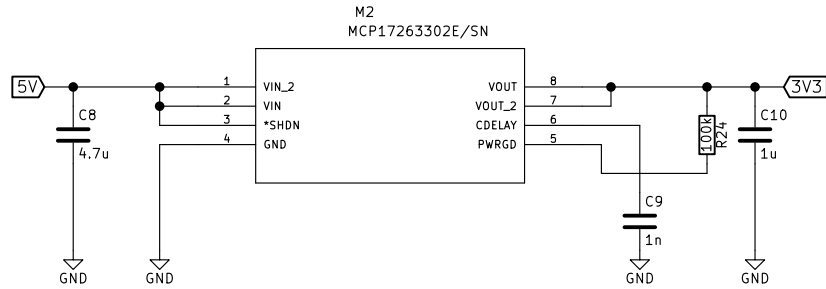 M2
MCP17263302E/SN
5V
1
VIN_2
VOUT
8
3V3
2
VIN
VOUT_2
7
3
*SHDN
CDELAY
6
4
GND
PWRGD
5
C8
4.7u
100k
R24
C10
1u
C9
1n
GND
GND
GND
GND